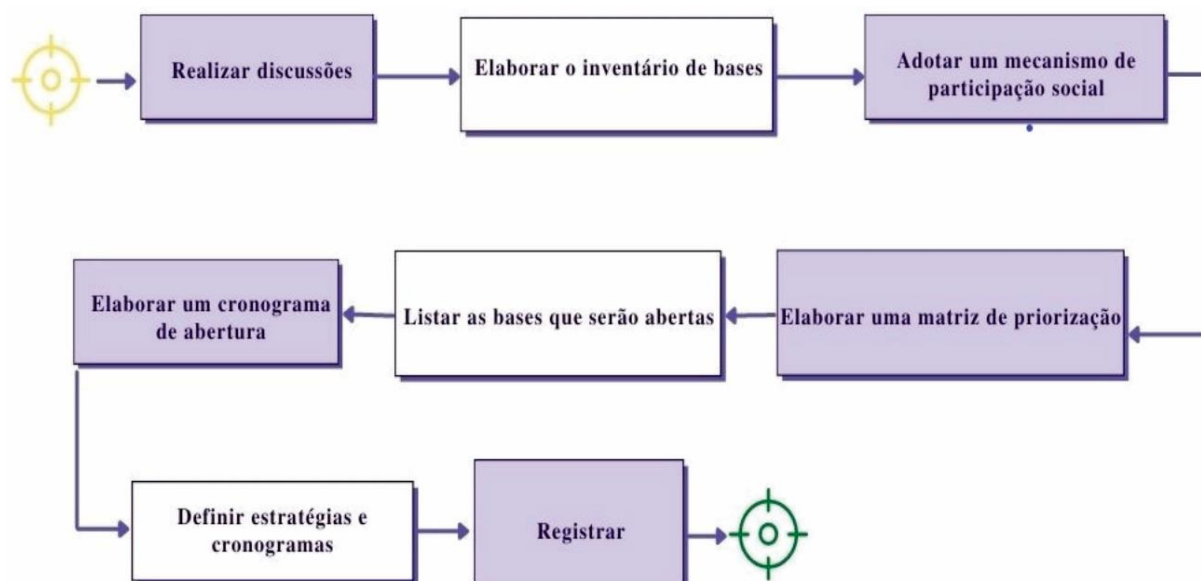 Realizar discussões
Elaborar o inventário de bases
Adotar um mecanismo de
participação social
Elaborar uma matriz de priorização
Listar as bases que serão abertas
Elaborar um cronograma
de abertura
Definir estratégias e
cronogramas
Registrar